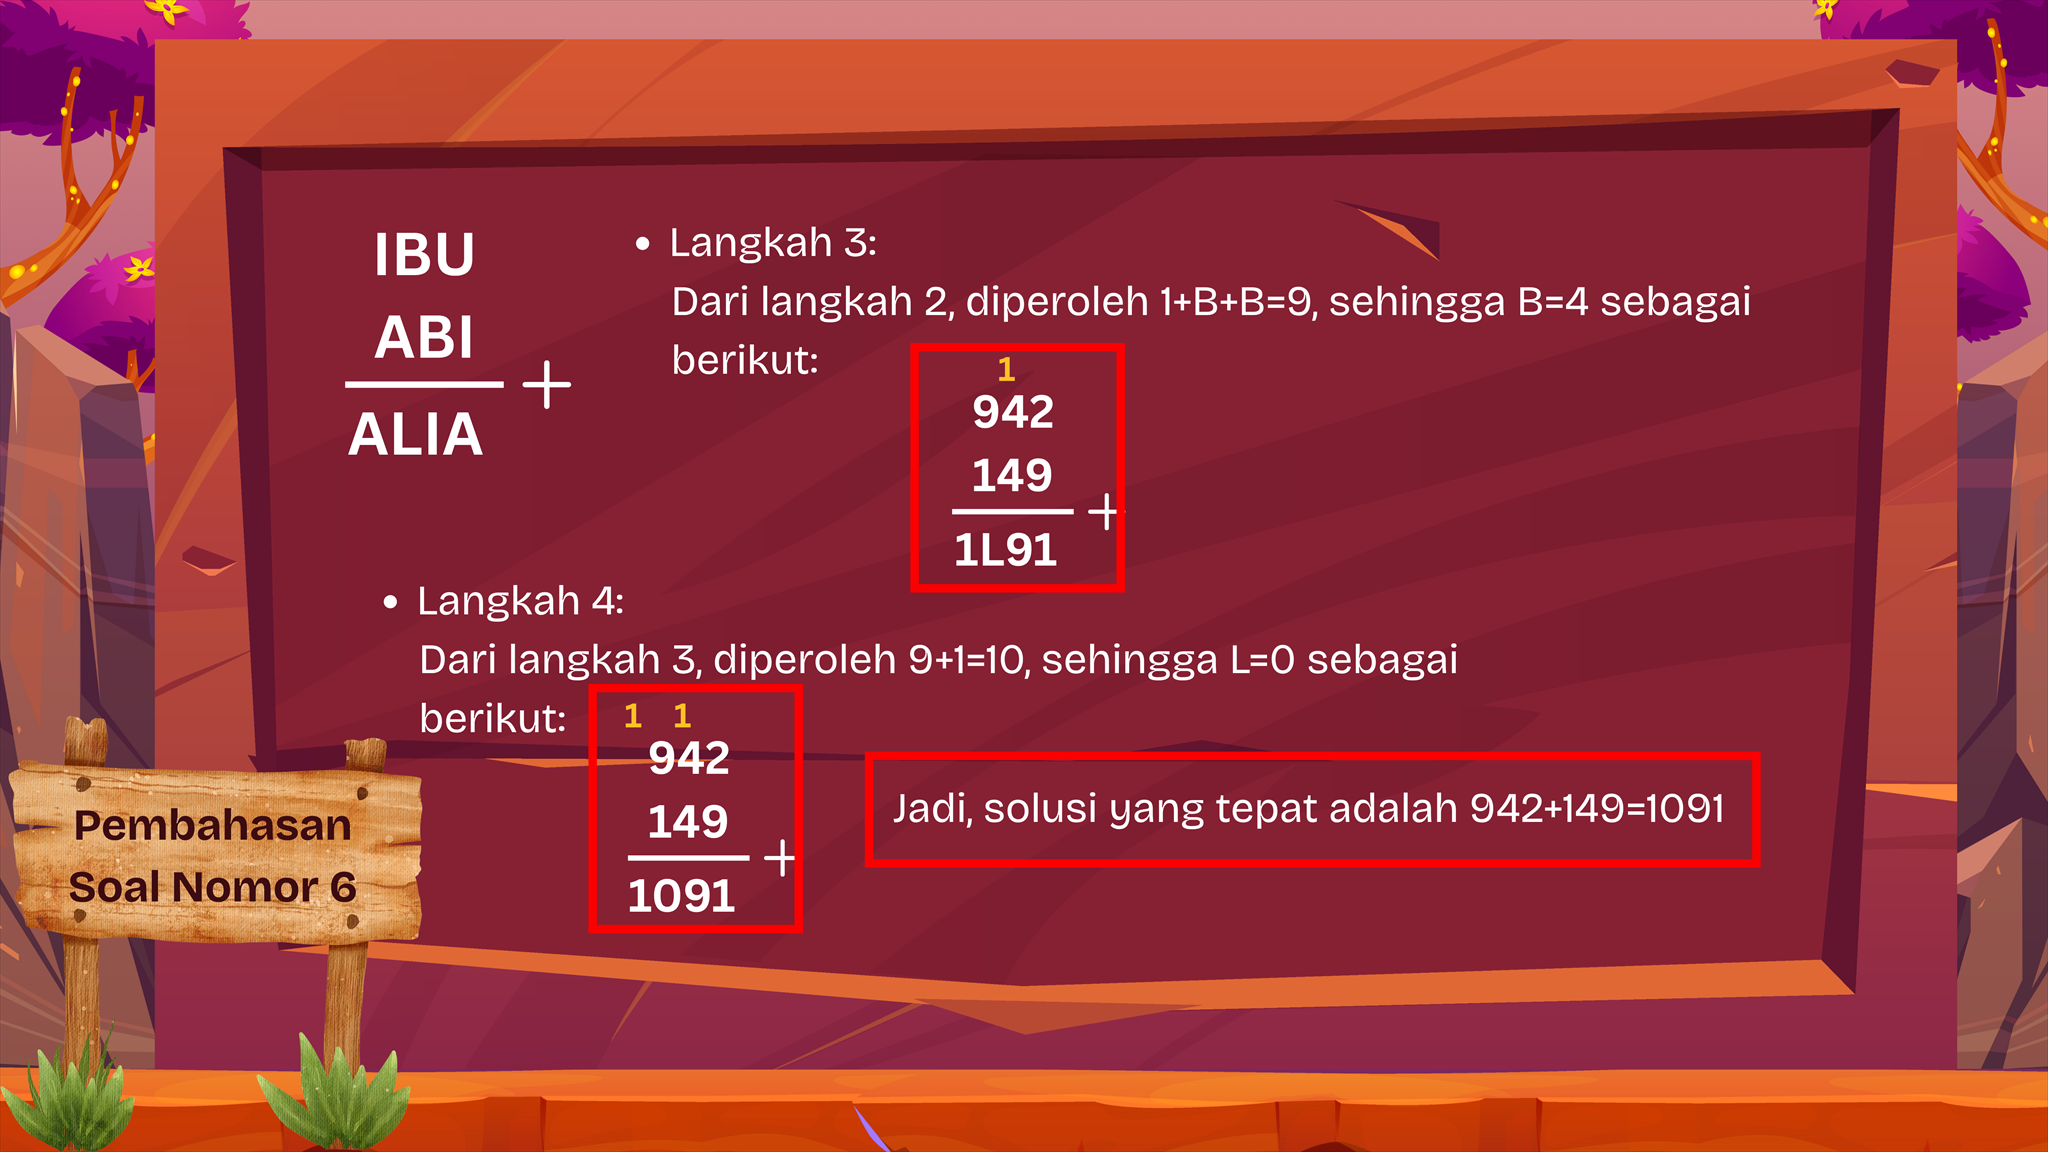 IBU
ABI
+
ALIA
• Langkah 3:
Dari langkah 2, diperoleh 1+B+B=9, sehingga B=4 sebagai
berikut:
1
942
149
+
1L91
• Langkah 4:
Dari langkah 3, diperoleh 9+1=10, sehingga L=0 sebagai
berikut:
1 1
942
149
+
1091
Jadi, solusi yang tepat adalah 942+149=1091
Pembahasan
Soal Nomor 6